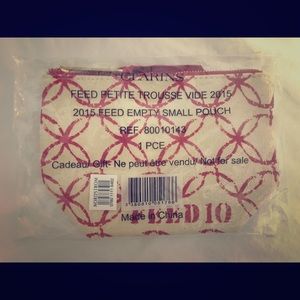 CLARINS
FEED PETITE TROUSSE VIDE 2015
2015 FEED EMPTY SMALL POUCH
REF. 80010143
1 PCE
Cadeau/ Gift- Ne peut être vendu/ Not for sale
Made in China
FEED10